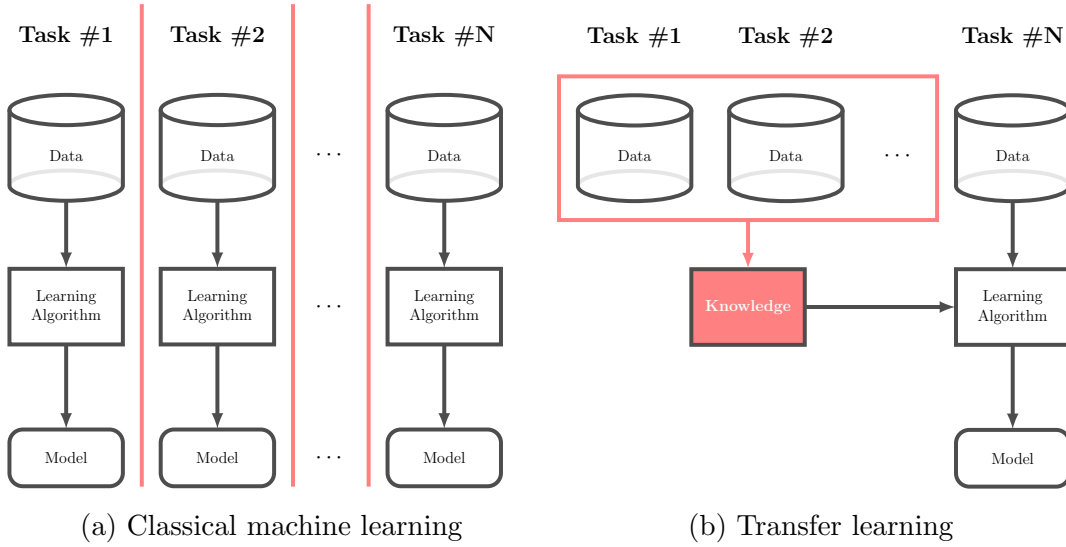 Task #1
Task #2
Task #N
Data
Data
...
Data
Learning
Algorithm
Learning
Algorithm
...
Learning
Algorithm
Model
Model
...
Model
(a) Classical machine learning
Task #1
Task #2
Task #N
Data
Data
...
Data
Knowledge
Learning
Algorithm
Model
(b) Transfer learning